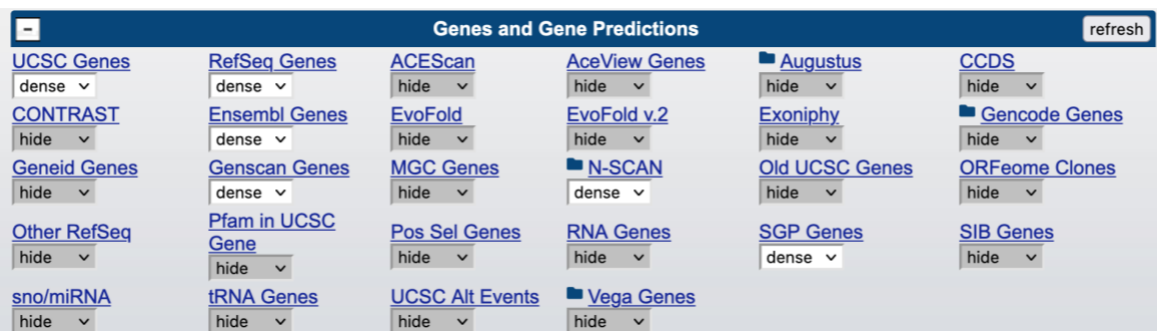 Genes and Gene Predictions refresh
UCSC Genes RefSeq Genes ACEScan AceView Genes Augustus CCDS
dense dense hide hide hide hide
CONTRAST Ensembl Genes EvoFold EvoFold v.2 Exoniphy Gencode Genes
hide dense hide hide hide hide
Geneid Genes Genscan Genes MGC Genes N-SCAN Old UCSC Genes ORFeome Clones
hide dense hide dense hide hide
Other RefSeq Pfam in UCSC Gene Pos Sel Genes RNA Genes SGP Genes SIB Genes
hide hide hide hide dense hide
sno/miRNA tRNA Genes UCSC Alt Events Vega Genes
hide hide hide hide